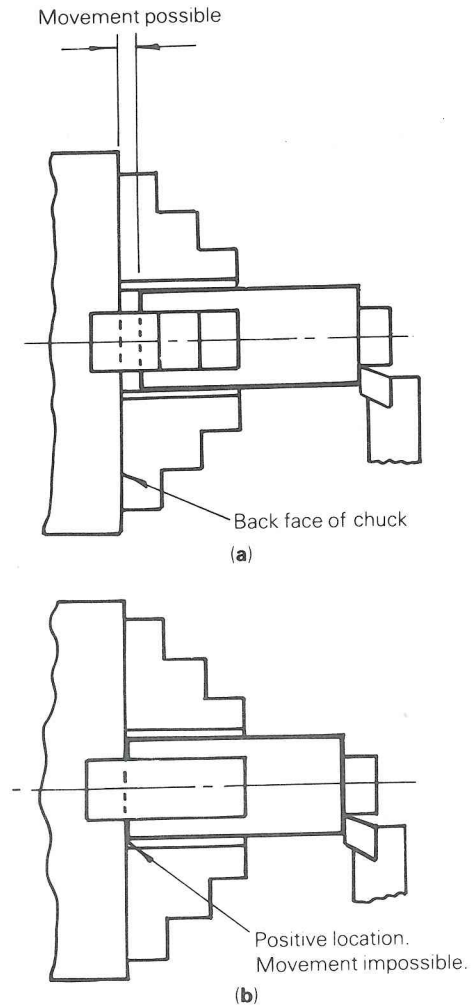 Movement possible
Back face of chuck
(a)
Positive location.
Movement impossible.
(b)